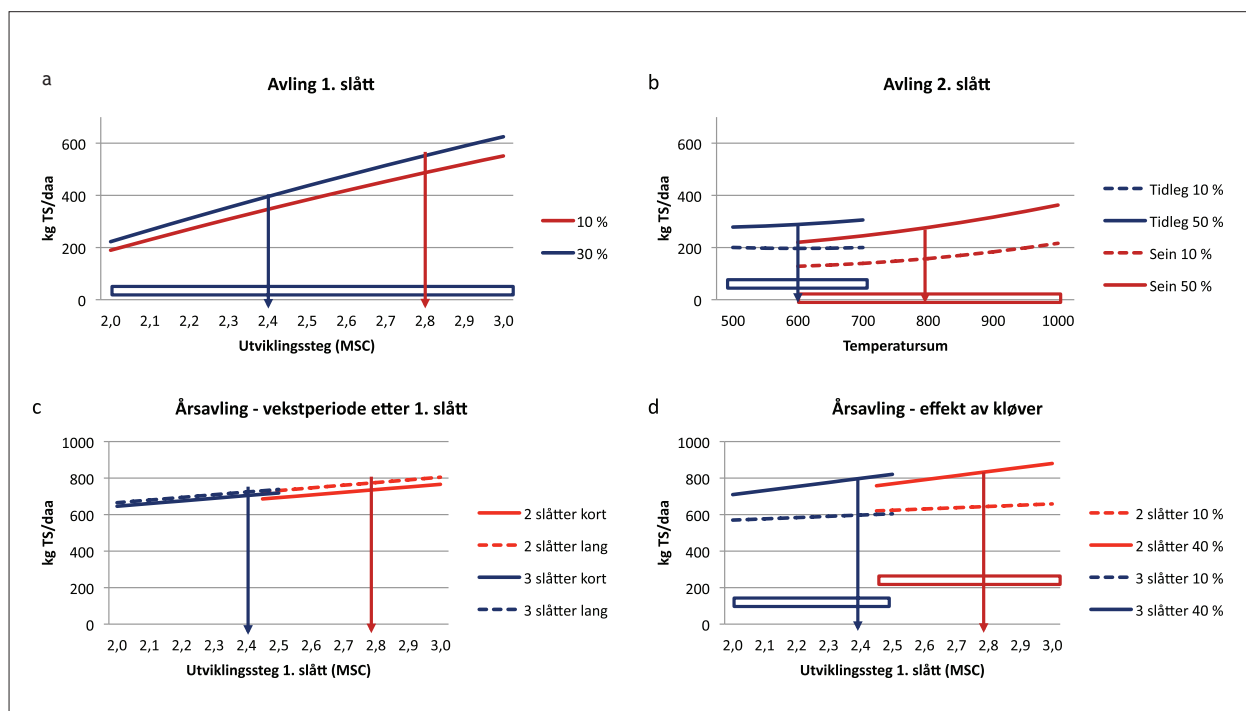 a
Avling 1. slått
kg TS/daa
600
400
200
0
2,0 2,1 2,2 2,3 2,4 2,5 2,6 2,7 2,8 2,9 3,0
Utviklingssteg (MSC)
10 %
30 %
b
Avling 2. slått
kg TS/daa
600
400
200
0
500 600 700 800 900 1000
Temperatursum
Tidleg 10 %
Tidleg 50 %
Sein 10 %
Sein 50 %
c
Årsavling - vekstperiode etter 1. slått
kg TS/daa
1000
800
600
400
200
0
2,0 2,1 2,2 2,3 2,4 2,5 2,6 2,7 2,8 2,9 3,0
Utviklingssteg 1. slått (MSC)
2 slåtter kort
2 slåtter lang
3 slåtter kort
3 slåtter lang
d
Årsavling - effekt av kløver
kg TS/daa
1000
800
600
400
200
0
2,0 2,1 2,2 2,3 2,4 2,5 2,6 2,7 2,8 2,9 3,0
Utviklingssteg 1. slått (MSC)
2 slåtter 10 %
2 slåtter 40 %
3 slåtter 10 %
3 slåtter 40 %